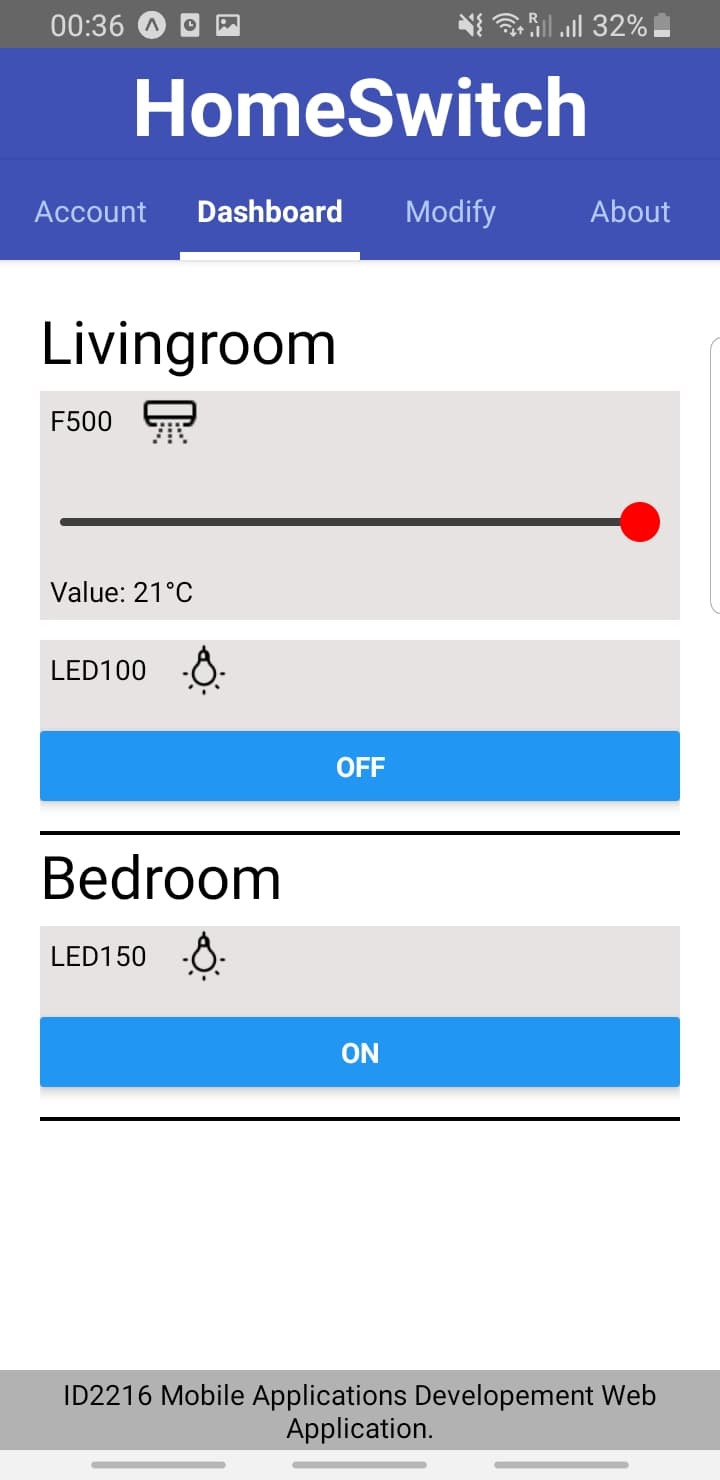 00:36 32%
HomeSwitch
Account Dashboard Modify About
Livingroom
F500
Value: 21°C
LED100
OFF
Bedroom
LED150
ON
ID2216 Mobile Applications Developement Web
Application.